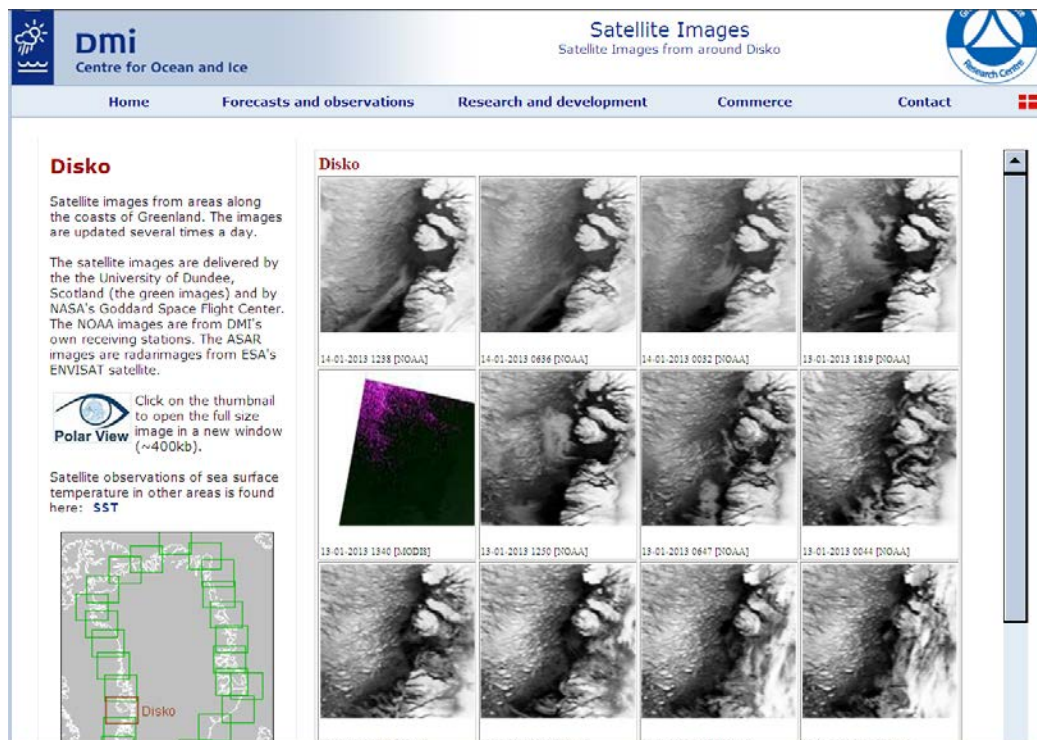 DMi
Centre for Ocean and Ice
Satellite Images
Satellite Images from around Disko
Research Centre
Home
Forecasts and observations
Research and development
Commerce
Contact
Disko
Satellite images from areas along
the coasts of Greenland. The images
are updated several times a day.
The satellite images are delivered by
the the University of Dundee,
Scotland (the green images) and by
NASA's Goddard Space Flight Center.
The NOAA images are from DMI's
own receiving stations. The ASAR
images are radarimages from ESA's
ENVISAT satellite.
Polar View
Click on the thumbnail
to open the full size
image in a new window
(~400kb).
Satellite observations of sea surface
temperature in other areas is found
here: SST
Disko
Disko
14-01-2013 1238 [NOAA]
14-01-2013 0636 [NOAA]
14-01-2013 0032 [NOAA]
13-01-2013 1819 [NOAA]
13-01-2013 1340 [MODIS]
13-01-2013 1250 [NOAA]
13-01-2013 0647 [NOAA]
13-01-2013 0044 [NOAA]